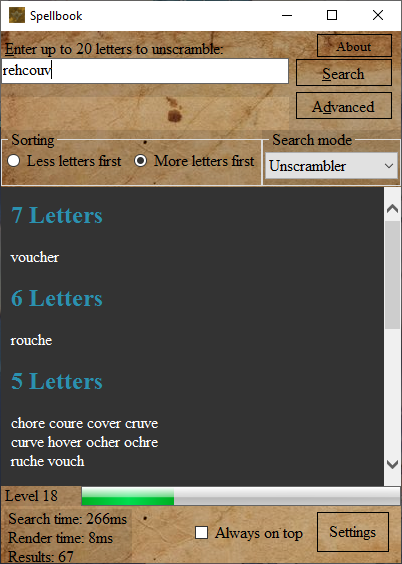 Spellbook
Enter up to 20 letters to unscramble:
About
rehcouv
Search
Advanced
Sorting
Less letters first
More letters first
Search mode
Unscrambler
7 Letters
voucher
6 Letters
rouche
5 Letters
chore coure cover cruve
curve hover ocher ochre
ruche vouch
Level 18
Search time: 266ms
Render time: 8ms
Results: 67
Always on top
Settings